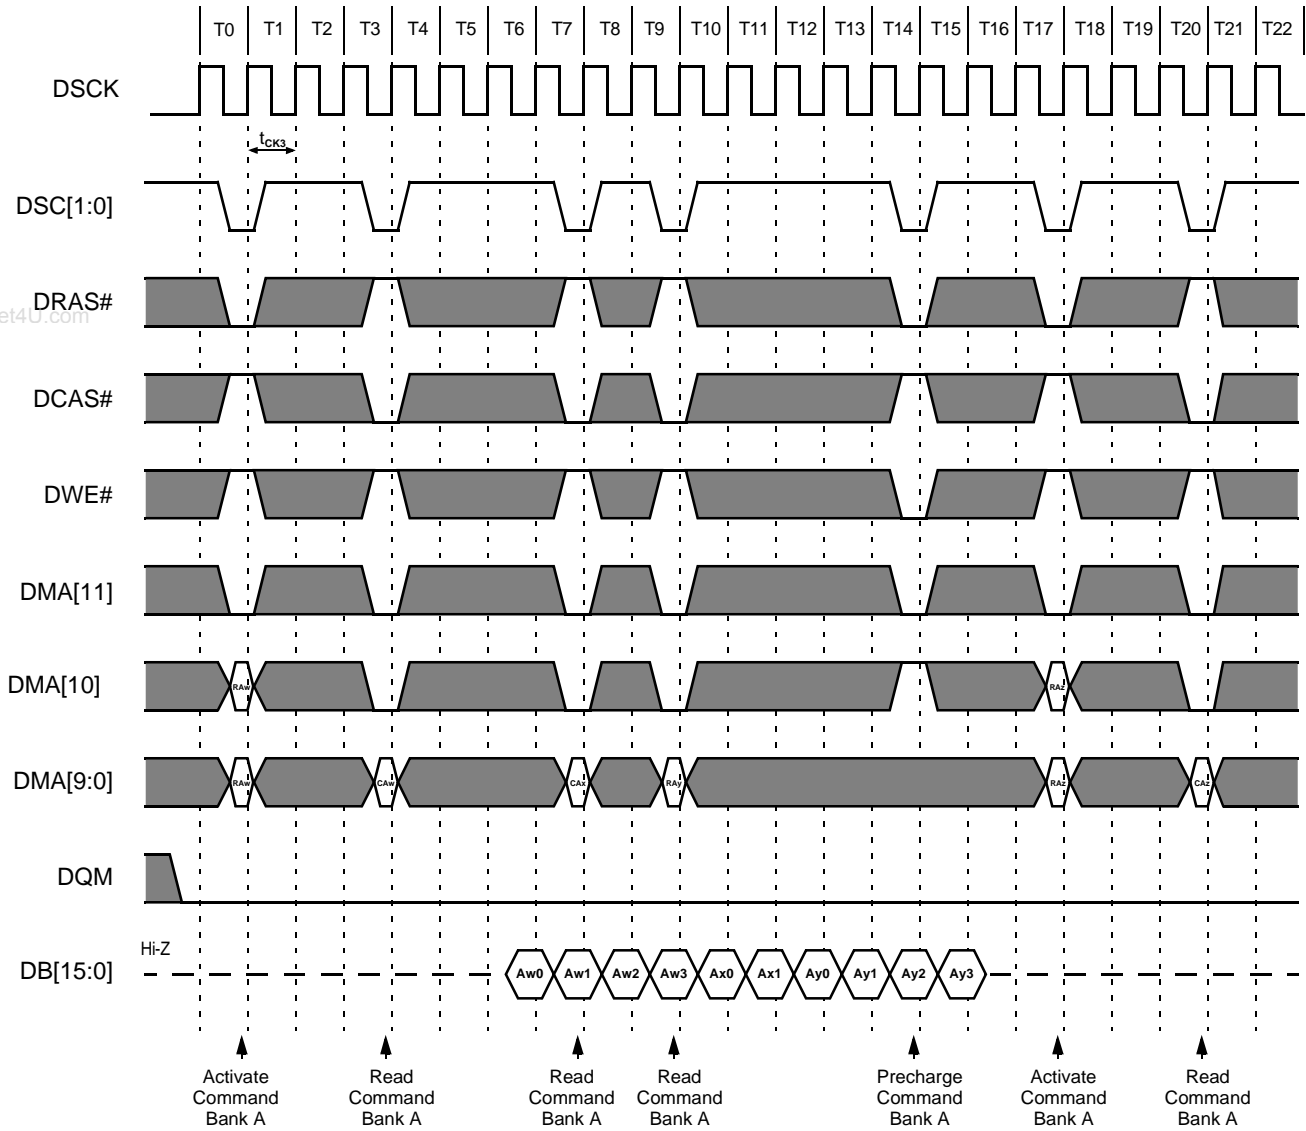 T0 T1 T2 T3 T4 T5 T6 T7 T8 T9 T10 T11 T12 T13 T14 T15 T16 T17 T18 T19 T20 T21 T22
DSCK
tCK3
DSC[1:0]
DRAS#
et4U.com
DCAS#
DWE#
DMA[11]
DMA[10] RAw RAz
DMA[9:0] RAw CAw CAx RAy RAz CAz
DQM
Hi-Z
DB[15:0] Aw0 Aw1 Aw2 Aw3 Ax0 Ax1 Ay0 Ay1 Ay2 Ay3
Activate Command Bank A
Read Command Bank A
Read Command Bank A
Read Command Bank A
Precharge Command Bank A
Activate Command Bank A
Read Command Bank A